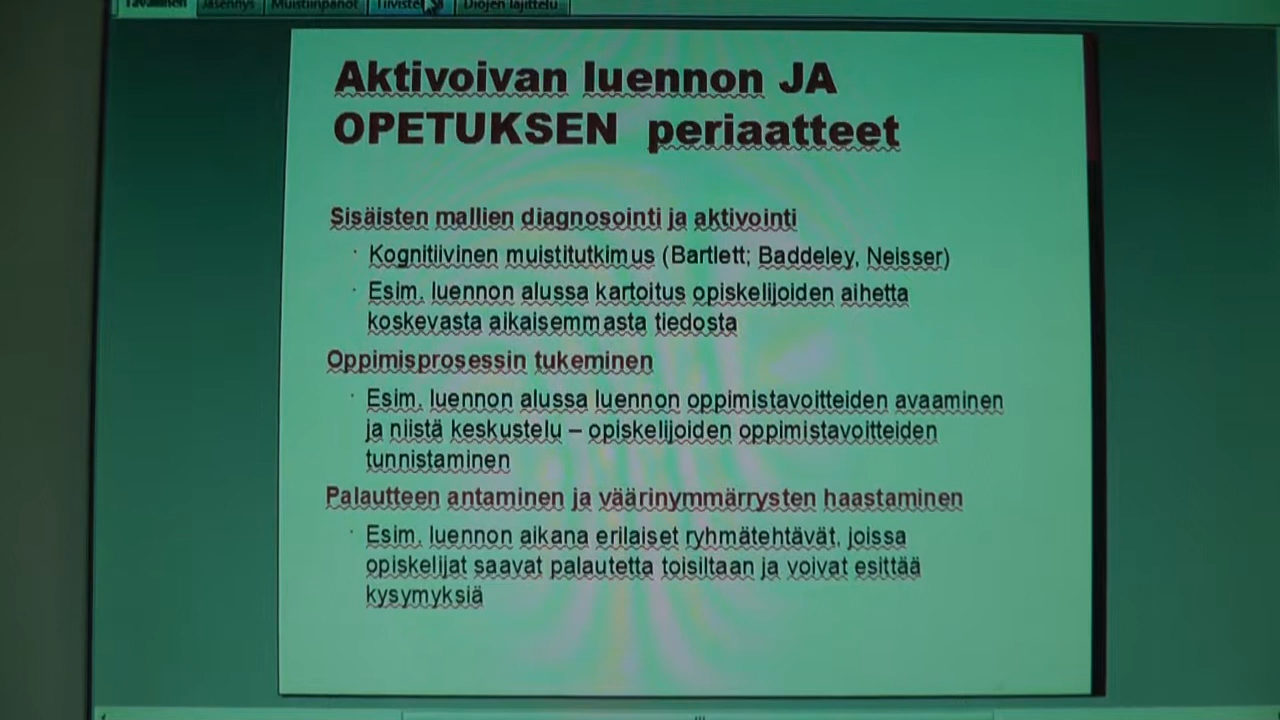 Tavallinen Jäsennys Muistiinpanot Diojen lajittelu
Aktivoivan luennon JA
OPETUKSEN periaatteet
Sisäisten mallien diagnosointi ja aktivointi
· Kognitiivinen muistitutkimus (Bartlett; Baddeley, Neisser)
· Esim. luennon alussa kartoitus opiskelijoiden aihetta
koskevasta aikaisemmasta tiedosta
Oppimisprosessin tukeminen
· Esim. luennon alussa luennon oppimistavoitteiden avaaminen
ja niistä keskustelu – opiskelijoiden oppimistavoitteiden
tunnistaminen
Palautteen antaminen ja väärinymmärrysten haastaminen
· Esim. luennon aikana erilaiset ryhmätehtävät, joissa
opiskelijat saavat palautetta toisiltaan ja voivat esittää
kysymyksiä